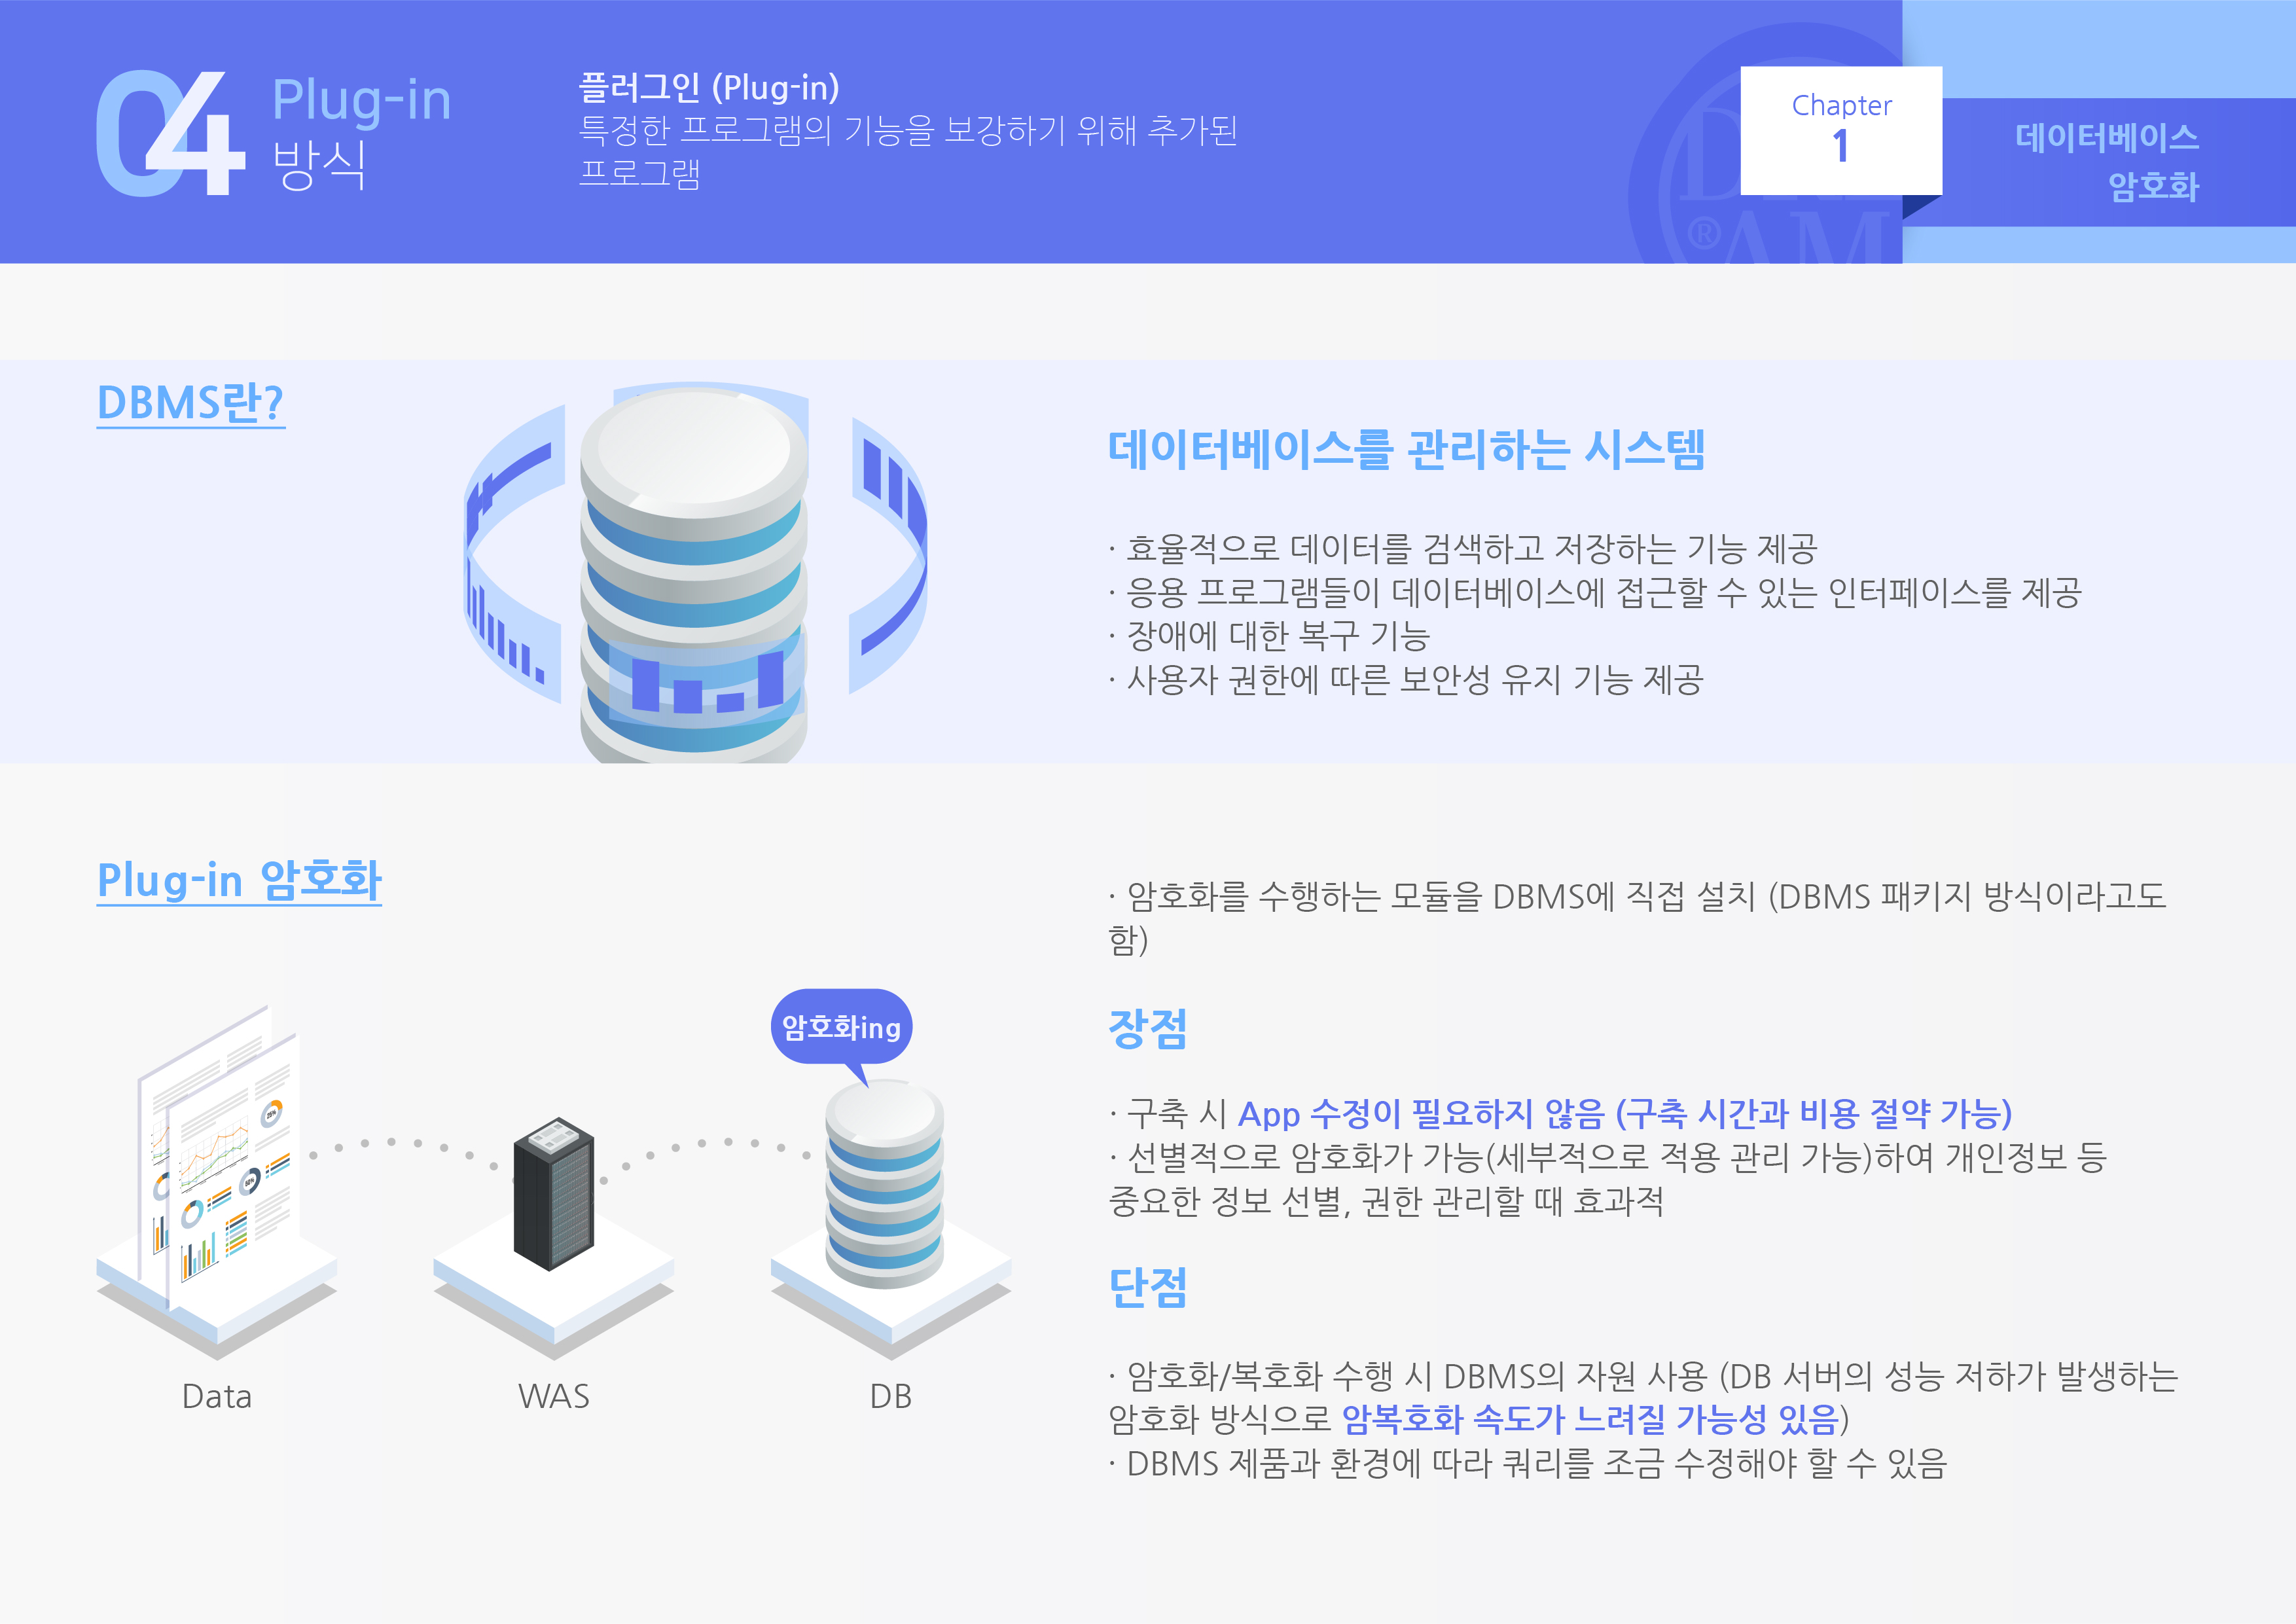 04
Plug-in
방식
플러그인 (Plug-in)
특정한 프로그램의 기능을 보강하기 위해 추가된
프로그램
Chapter
1
데이터베이스
암호화
®
AM
DBMS란?
데이터베이스를 관리하는 시스템
· 효율적으로 데이터를 검색하고 저장하는 기능 제공
· 응용 프로그램들이 데이터베이스에 접근할 수 있는 인터페이스를 제공
· 장애에 대한 복구 기능
· 사용자 권한에 따른 보안성 유지 기능 제공
Plug-in 암호화
· 암호화를 수행하는 모듈을 DBMS에 직접 설치 (DBMS 패키지 방식이라고도
함)
암호화ing
25%
50%
Data
WAS
DB
장점
· 구축 시 App 수정이 필요하지 않음 (구축 시간과 비용 절약 가능)
· 선별적으로 암호화가 가능(세부적으로 적용 관리 가능)하여 개인정보 등
중요한 정보 선별, 권한 관리할 때 효과적
단점
· 암호화/복호화 수행 시 DBMS의 자원 사용 (DB 서버의 성능 저하가 발생하는
암호화 방식으로 암복호화 속도가 느려질 가능성 있음)
· DBMS 제품과 환경에 따라 쿼리를 조금 수정해야 할 수 있음